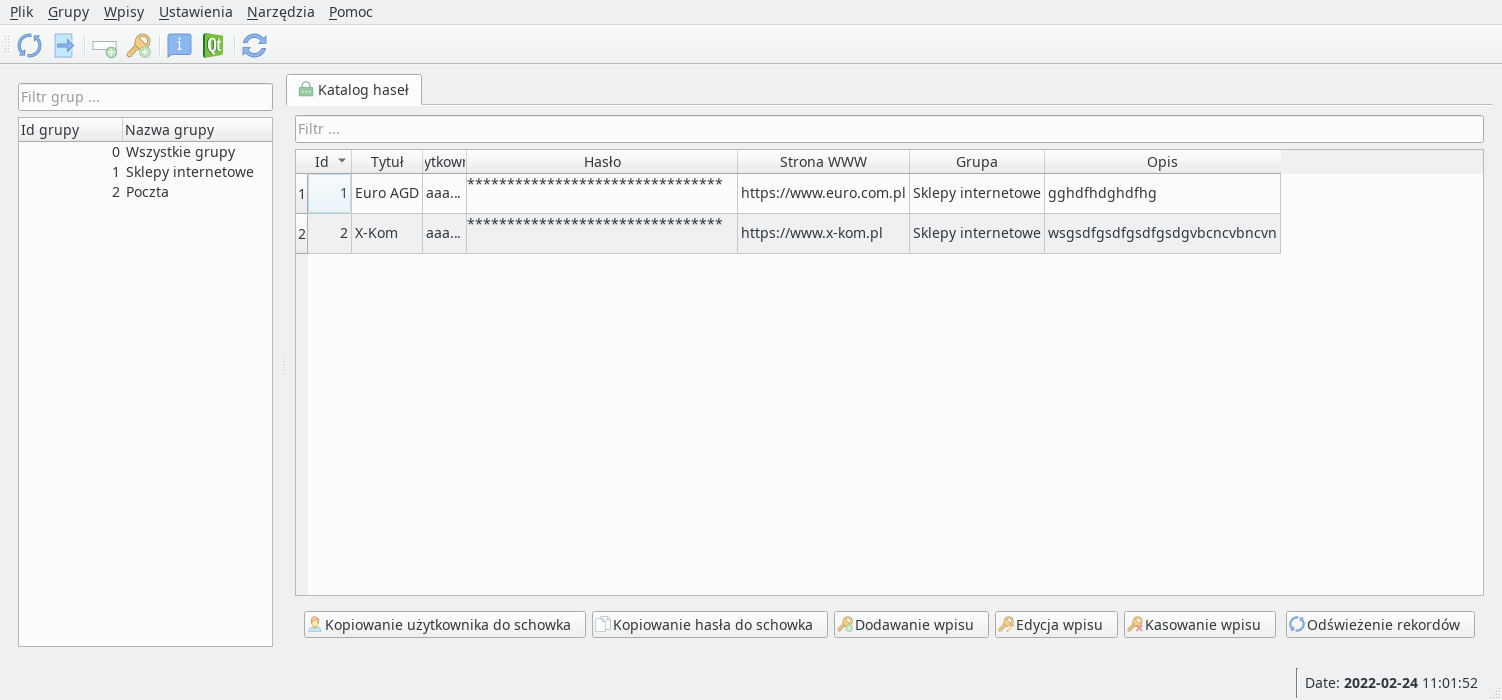 Plik Grupy Wpisy Ustawienia Narzędzia Pomoc
Qt
Filtr grup ...
Id grupy Nazwa grupy
0 Wszystkie grupy
1 Sklepy internetowe
2 Poczta
Katalog haseł
Filtr ...
Id Tytuł ytkown Hasło Strona WWW Grupa Opis
1 1 Euro AGD aaa... ******************************** https://www.euro.com.pl Sklepy internetowe gghdfhdghdfhg
2 2 X-Kom aaa... ******************************** https://www.x-kom.pl Sklepy internetowe wsgsdfgsdfgsdfgsdgvbcncvbncvn
Kopiowanie użytkownika do schowka Kopiowanie hasła do schowka Dodawanie wpisu Edycja wpisu Kasowanie wpisu Odświeżenie rekordów
Date: 2022-02-24 11:01:52